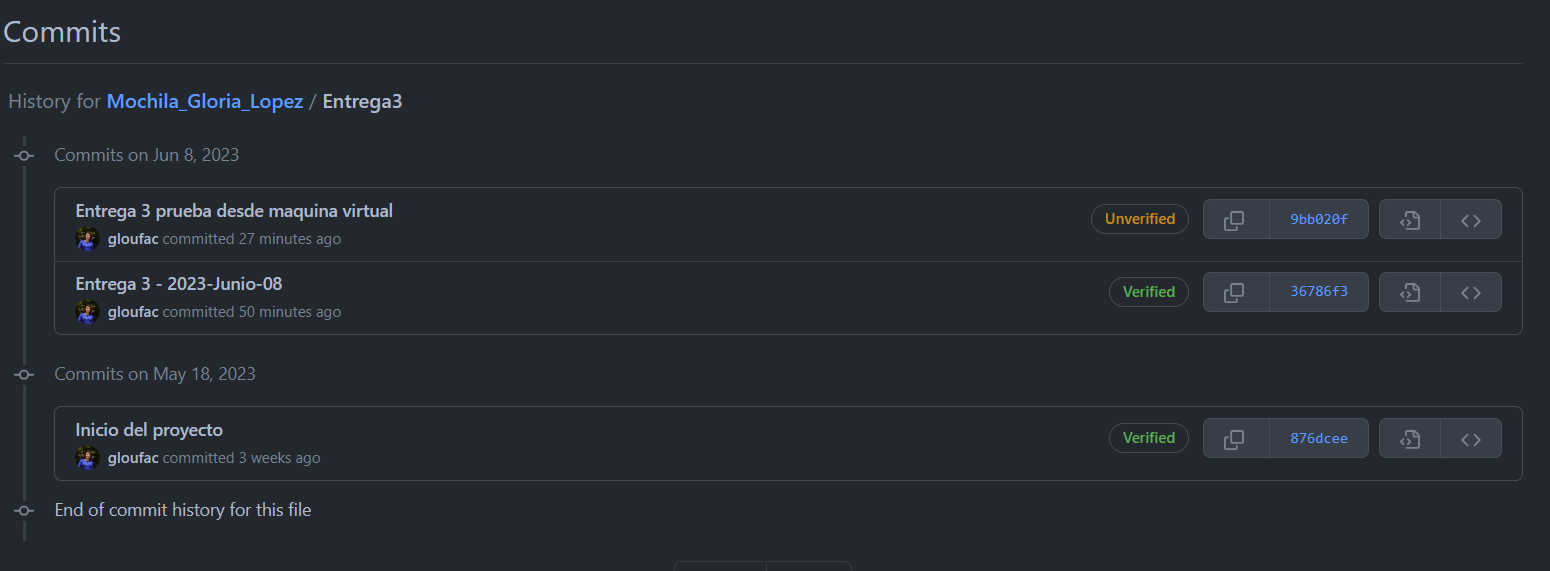 Commits
History for Mochila_Gloria_Lopez / Entrega3
Commits on Jun 8, 2023
Entrega 3 prueba desde maquina virtual
gloufac committed 27 minutes ago
Unverified
9bb020f
Entrega 3 - 2023-Junio-08
gloufac committed 50 minutes ago
Verified
36786f3
Commits on May 18, 2023
Inicio del proyecto
gloufac committed 3 weeks ago
Verified
876dcee
End of commit history for this file